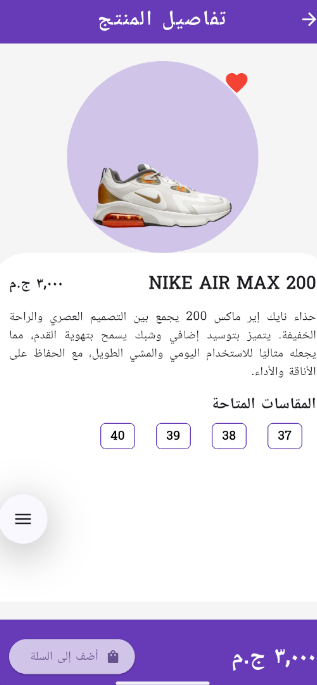 تفاصيل المنتج
NIKE AIR MAX 200
٣,٠٠٠ ج.م
حذاء نايك إير ماكس 200 يجمع بين التصميم العصري والراحة
الخفيفة. يتميز بتوسيد إضافي وشبك يسمح بتهوية القدم، مما
يجعله مثاليًا للاستخدام اليومي والمشي الطويل، مع الحفاظ على
الأناقة والأداء.
المقاسات المتاحة
37 38 39 40
٣,٠٠٠ ج.م
أضف إلى السلة